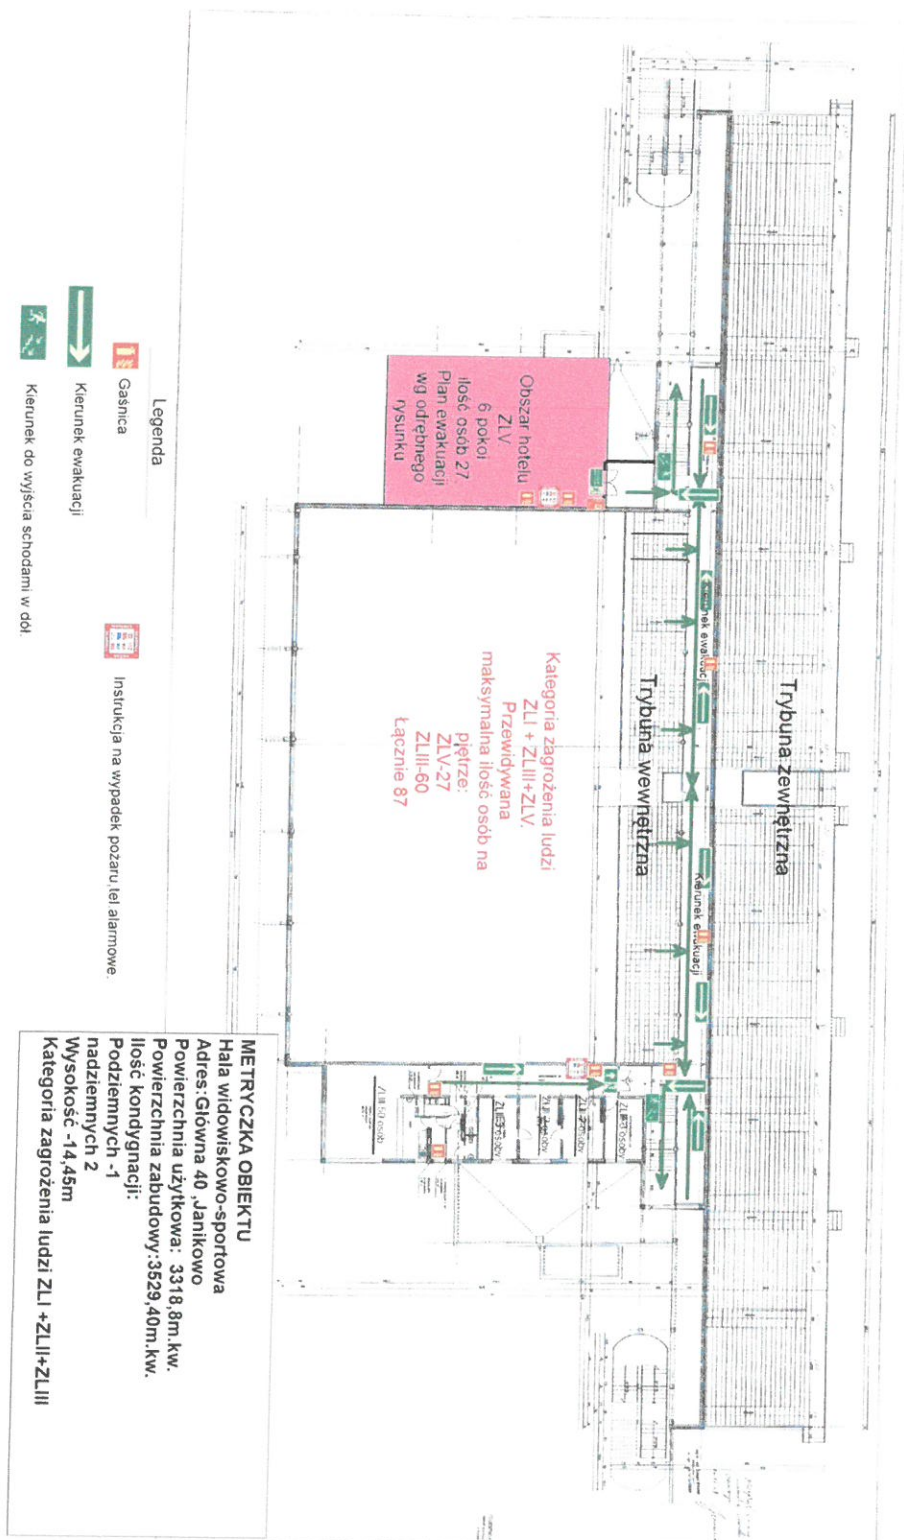 Trybuna zewnętrzna
Kierunek ewakuacji
Kierunek ewakuacji
Trybuna wewnętrzna
Obszar hotelu
ZLV
6 pokoi
ilość osób 27.
Plan ewakuacji
wg odrębnego
rysunku
Kategoria zagrożenia ludzi
ZLI + ZLIII+ZLV.
Przewidywana
maksymalna ilość osób na
piętrze:
ZLV-27
ZLIII-60
Łącznie 87
ZLIII 50 osób
Legenda
Gaśnica
Instrukcja na wypadek pożaru,tel.alarmowe.
Kierunek ewakuacji
Kierunek do wyjścia schodami w dół.
METRYCZKA OBIEKTU
Hala widowiskowo-sportowa
Adres:Główna 40 ,Janikowo
Powierzchnia użytkowa: 3318,8m.kw.
Powierzchnia zabudowy:3529,40m.kw.
Ilość kondygnacji:
Podziemnych -1
nadziemnych 2
Wysokość -14,45m
Kategoria zagrożenia ludzi ZLI +ZLII+ZLIII